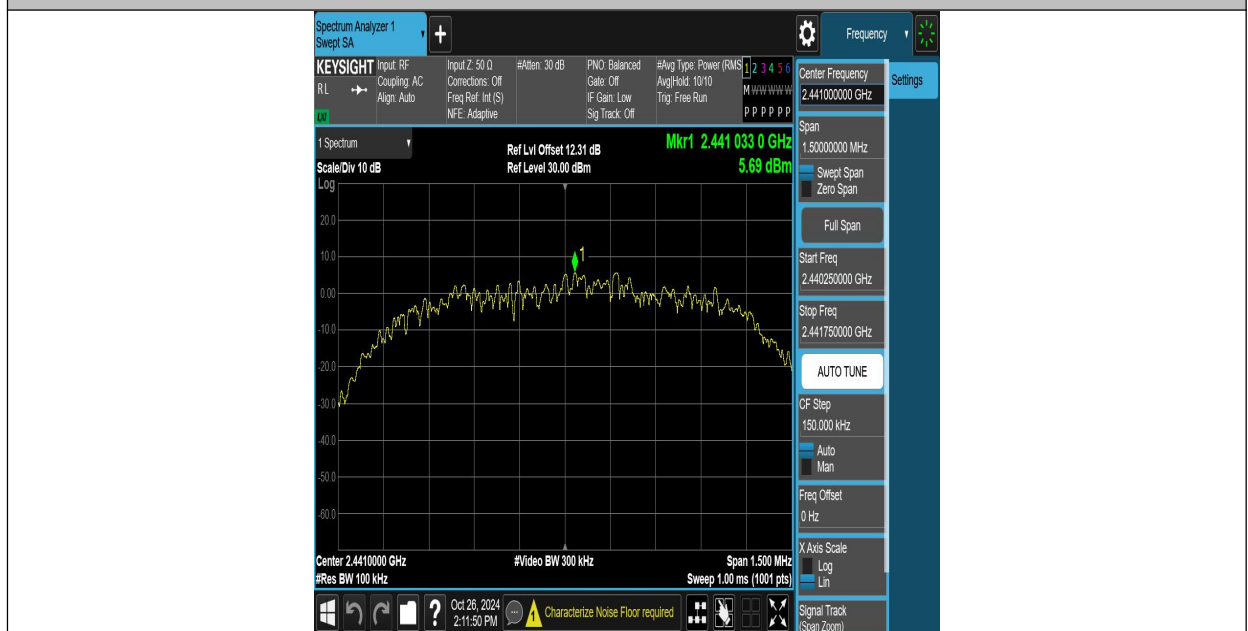 Spectrum Analyzer 1
Swept SA
+
Frequency
KEYSIGHT
RL
LXI
Input: RF
Coupling: AC
Align: Auto
Input Z: 50 Ω
Corrections: Off
Freq Ref: Int (S)
NFE: Adaptive
#Atten: 30 dB
PNO: Balanced
Gate: Off
IF Gain: Low
Sig Track: Off
#Avg Type: Power (RMS
Avg|Hold: 10/10
Trig: Free Run
1 2 3 4 5 6
M W W W W W
P P P P P P
Center Frequency
2.441000000 GHz
Settings
Span
1.50000000 MHz
Swept Span
Zero Span
Full Span
Start Freq
2.440250000 GHz
Stop Freq
2.441750000 GHz
AUTO TUNE
CF Step
150.000 kHz
Auto
Man
Freq Offset
0 Hz
X Axis Scale
Log
Lin
Signal Track
(Span Zoom)
1 Spectrum
Scale/Div 10 dB
Ref Lvl Offset 12.31 dB
Ref Level 30.00 dBm
Mkr1 2.441 033 0 GHz
5.69 dBm
Log
1
20.0
10.0
0.00
-10.0
-20.0
-30.0
-40.0
-50.0
-60.0
Center 2.4410000 GHz
#Video BW 300 kHz
Span 1.500 MHz
#Res BW 100 kHz
Sweep 1.00 ms (1001 pts)
?
Oct 26, 2024
2:11:50 PM
Characterize Noise Floor required